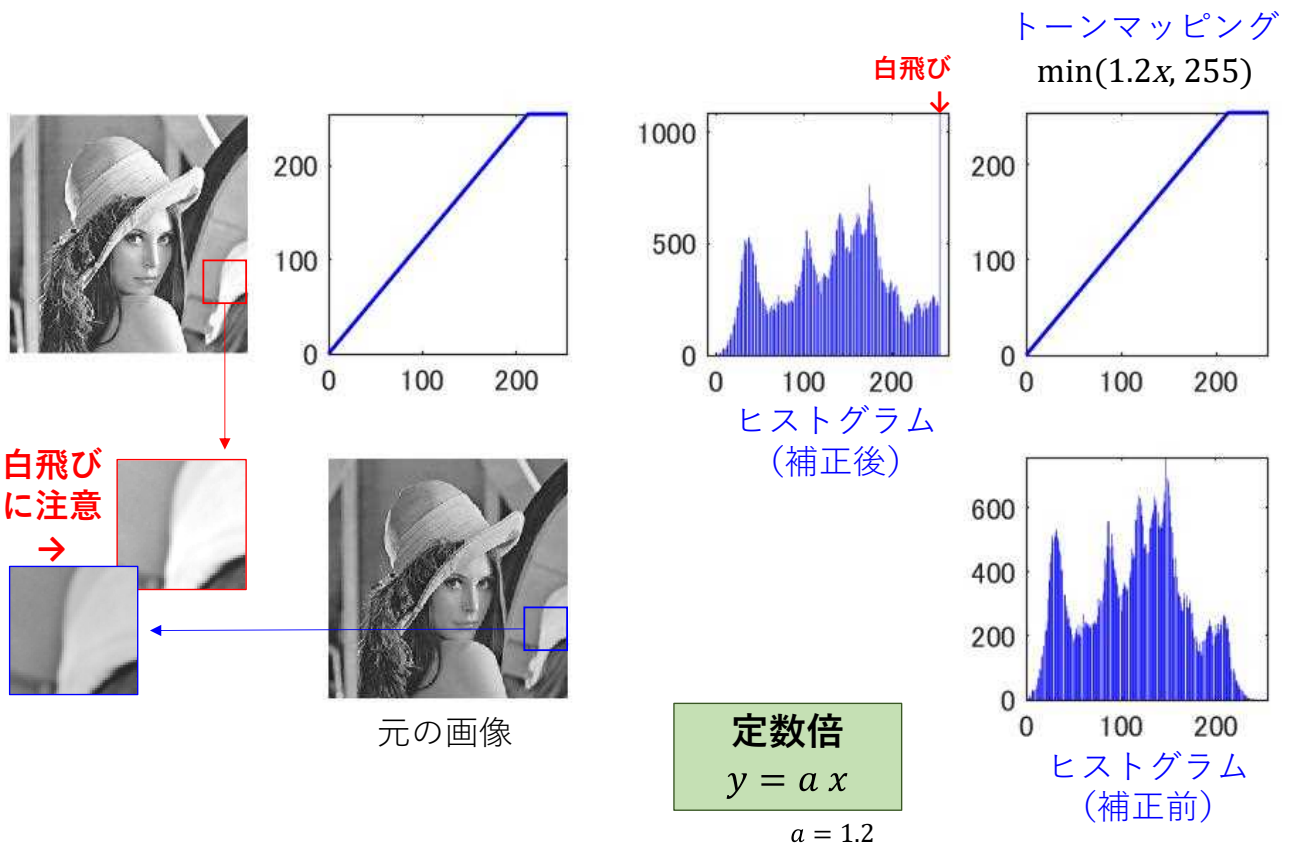 トーンマッピング
min(1.2x, 255)
白飛び
↓
200
100
0
0 100 200
1000
500
0
0 100 200
ヒストグラム
(補正後)
200
100
0
0 100 200
白飛び
に注意
→
元の画像
定数倍
y = a x
a = 1.2
600
400
200
0
0 100 200
ヒストグラム
(補正前)